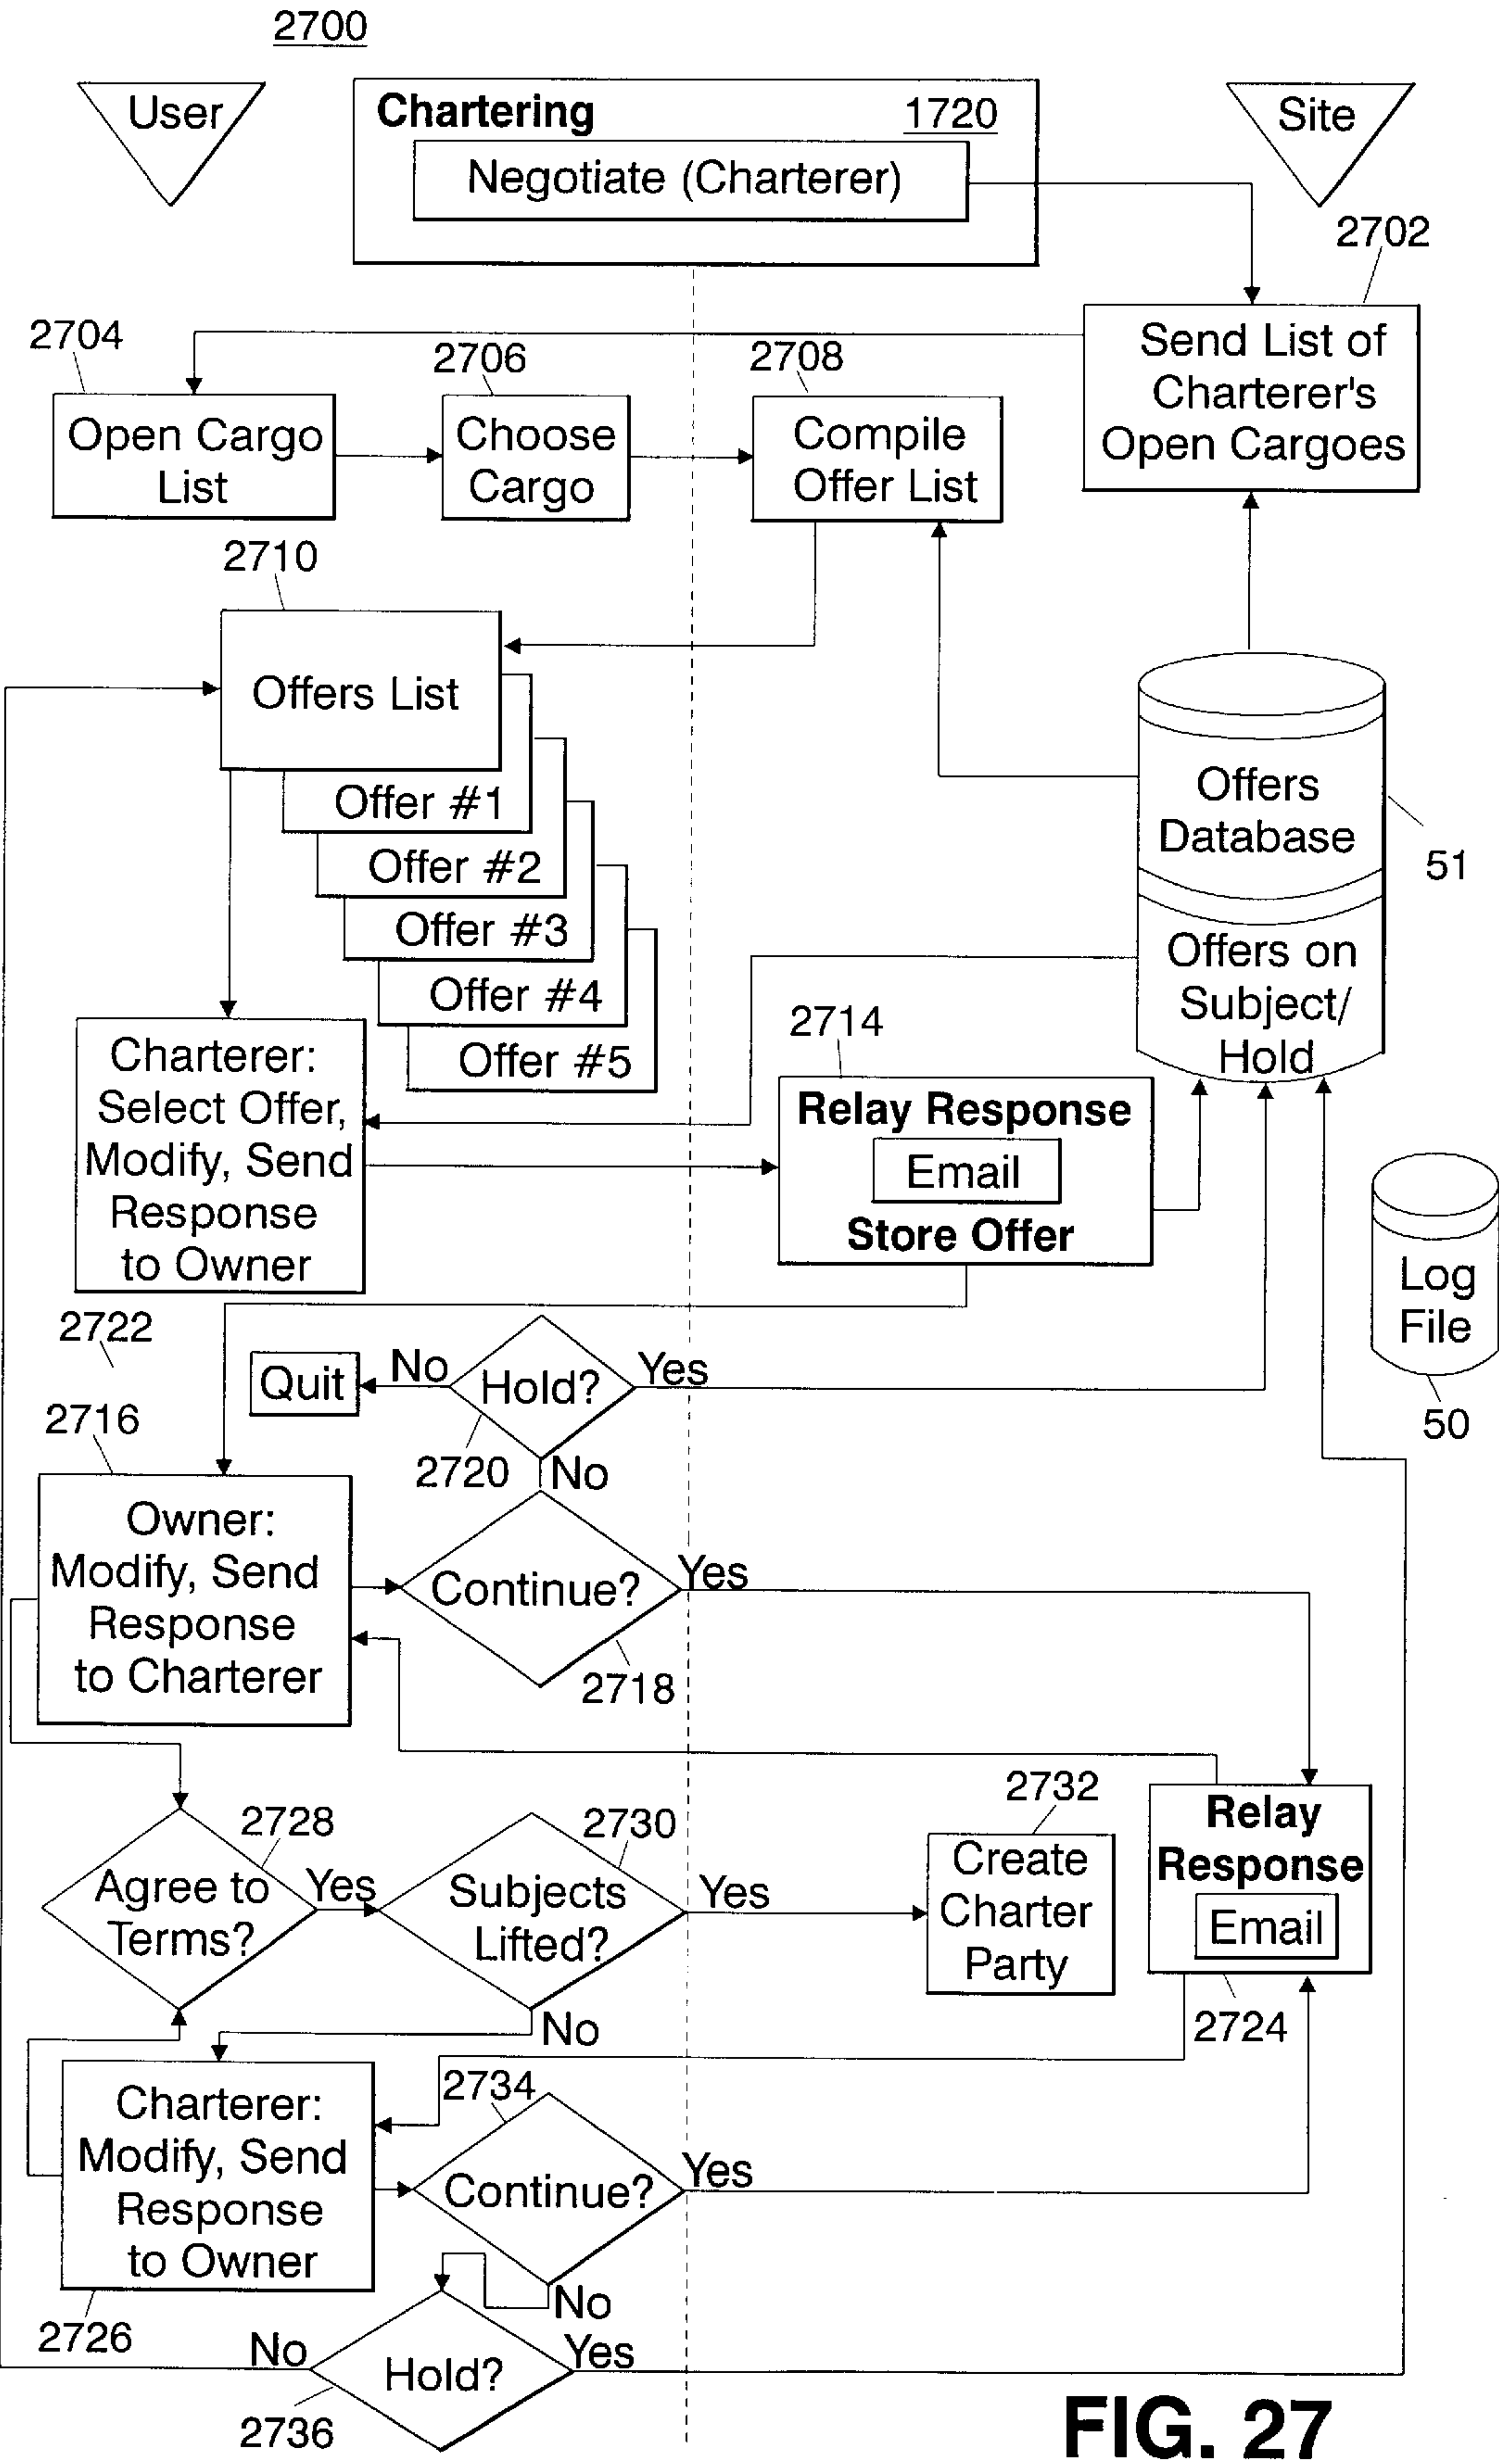 2700
User
Chartering 1720
Negotiate (Charterer)
Site
2702
Send List of
Charterer's
Open Cargoes
2704
Open Cargo
List
2706
Choose
Cargo
2708
Compile
Offer List
2710
Offers List
Offer #1
Offer #2
Offer #3
Offer #4
Offer #5
Offers
Database
51
Offers on
Subject/
Hold
Charterer:
Select Offer,
Modify, Send
Response
to Owner
2714
Relay Response
Email
Store Offer
Log
File
50
2722
Quit
No
Hold?
Yes
2720
No
2716
Owner:
Modify, Send
Response
to Charterer
Continue?
Yes
2718
2728
Agree to
Terms?
Yes
2730
Subjects
Lifted?
Yes
No
2732
Create
Charter
Party
Relay
Response
Email
2724
Charterer:
Modify, Send
Response
to Owner
2726
2734
Continue?
Yes
No
No
Hold?
Yes
2736
FIG. 27